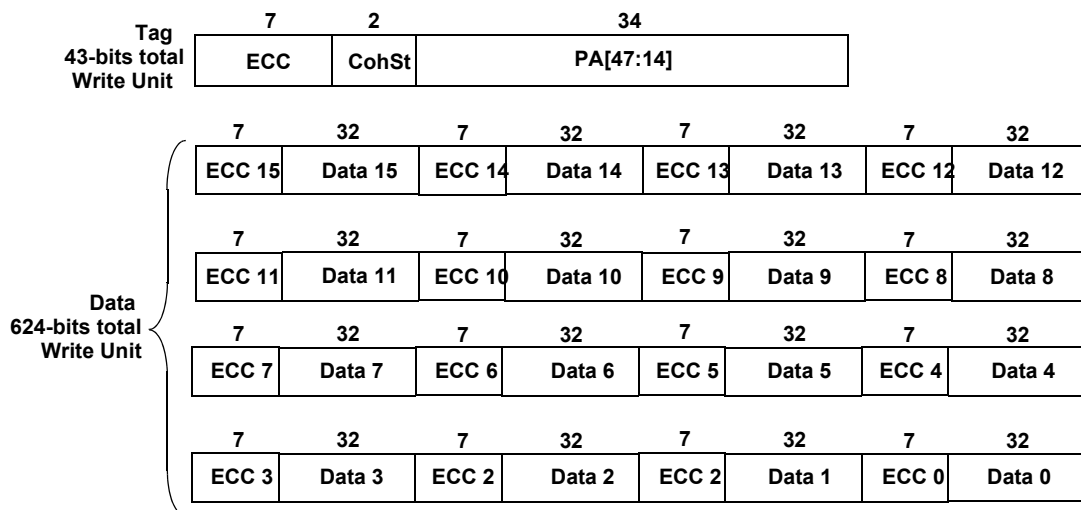 7 2 34
Tag
43-bits total
Write Unit
ECC CohSt PA[47:14]
7 32 7 32 7 32 7 32
ECC 15 Data 15 ECC 14 Data 14 ECC 13 Data 13 ECC 12 Data 12
7 32 7 32 7 32 7 32
ECC 11 Data 11 ECC 10 Data 10 ECC 9 Data 9 ECC 8 Data 8
Data
624-bits total
Write Unit
7 32 7 32 7 32 7 32
ECC 7 Data 7 ECC 6 Data 6 ECC 5 Data 5 ECC 4 Data 4
7 32 7 32 7 32 7 32
ECC 3 Data 3 ECC 2 Data 2 ECC 2 Data 1 ECC 0 Data 0